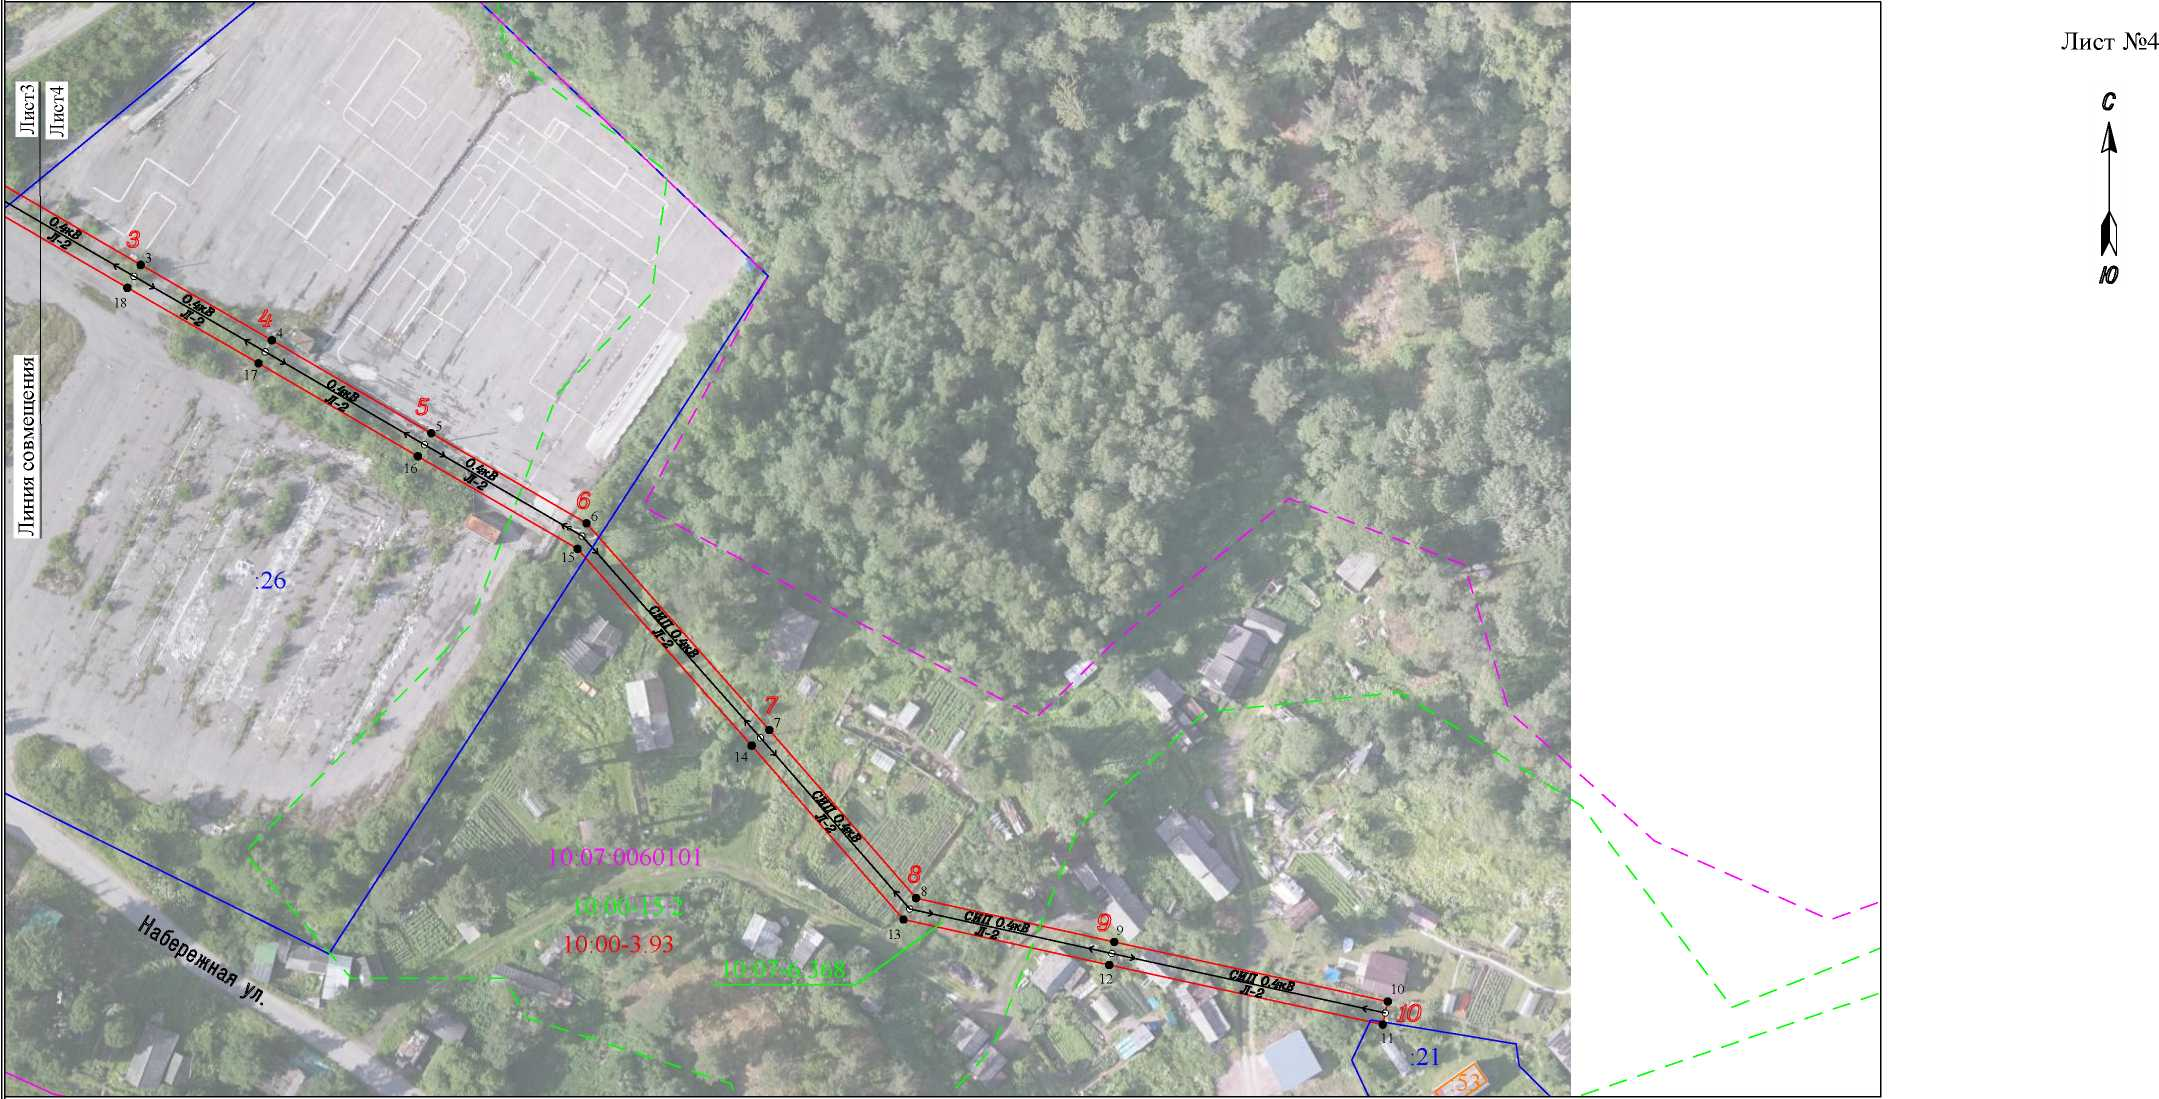 Лист №4
С
Ю
Лист3
Лист4
Линия совмещения
0.4кВ
Л-2
3
3
18
0.4кВ
Л-2
4
4
17
0.4кВ
Л-2
5
5
16
0.4кВ
Л-2
6
6
15
:26
СИП 0.4кВ
Л-2
7
7
14
СИП 0.4кВ
Л-2
10:07:0060101
8
8
13
10:00-15.2
10:00-3.93
10:07-6.368
СИП 0.4кВ
Л-2
9
9
12
СИП 0.4кВ
Л-2
10
10
11
Набережная ул.
:21
:53